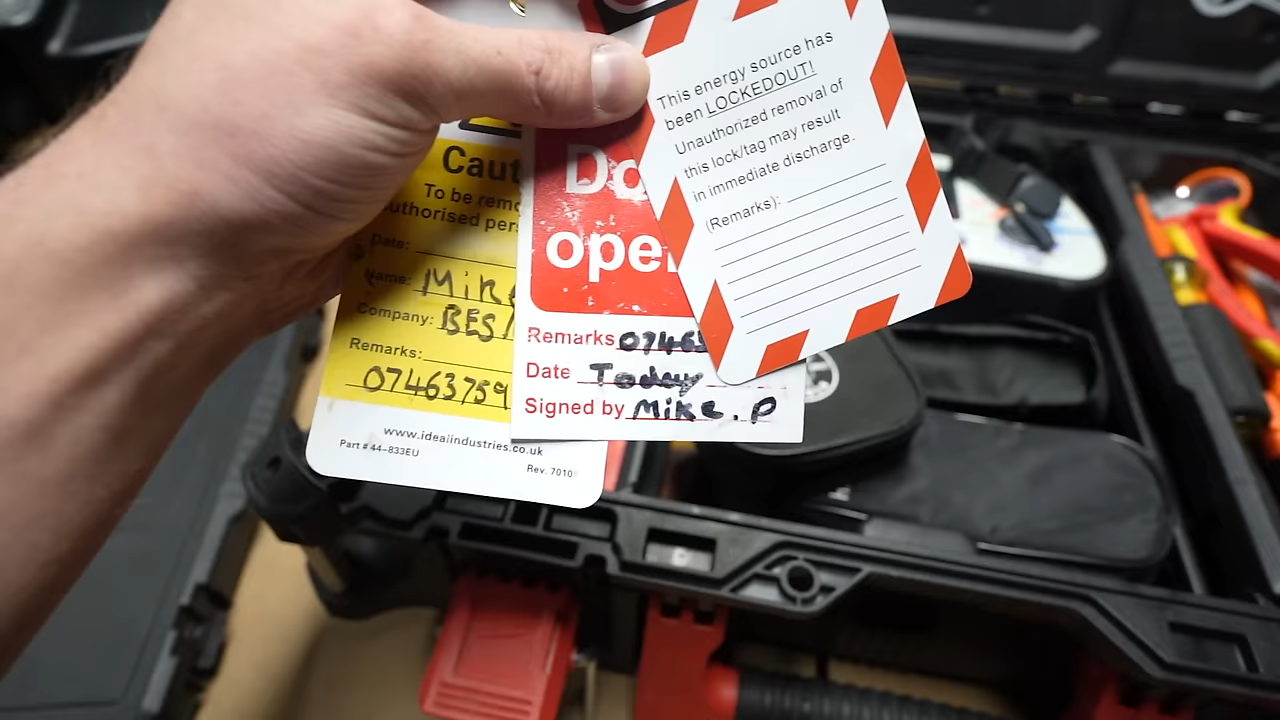 Caut
To be remo
uthorised pers
Date:
Name: Mike
Company: BES
Remarks:
07463759
www.idealindustries.co.uk
Part # 44-833EU
Rev. 7010
Do
ope
Remarks 07463
Date Today
Signed by Mike. P
This energy source has
been LOCKEDOUT!
Unauthorized removal of
this lock/tag may result
in immediate discharge.
(Remarks):